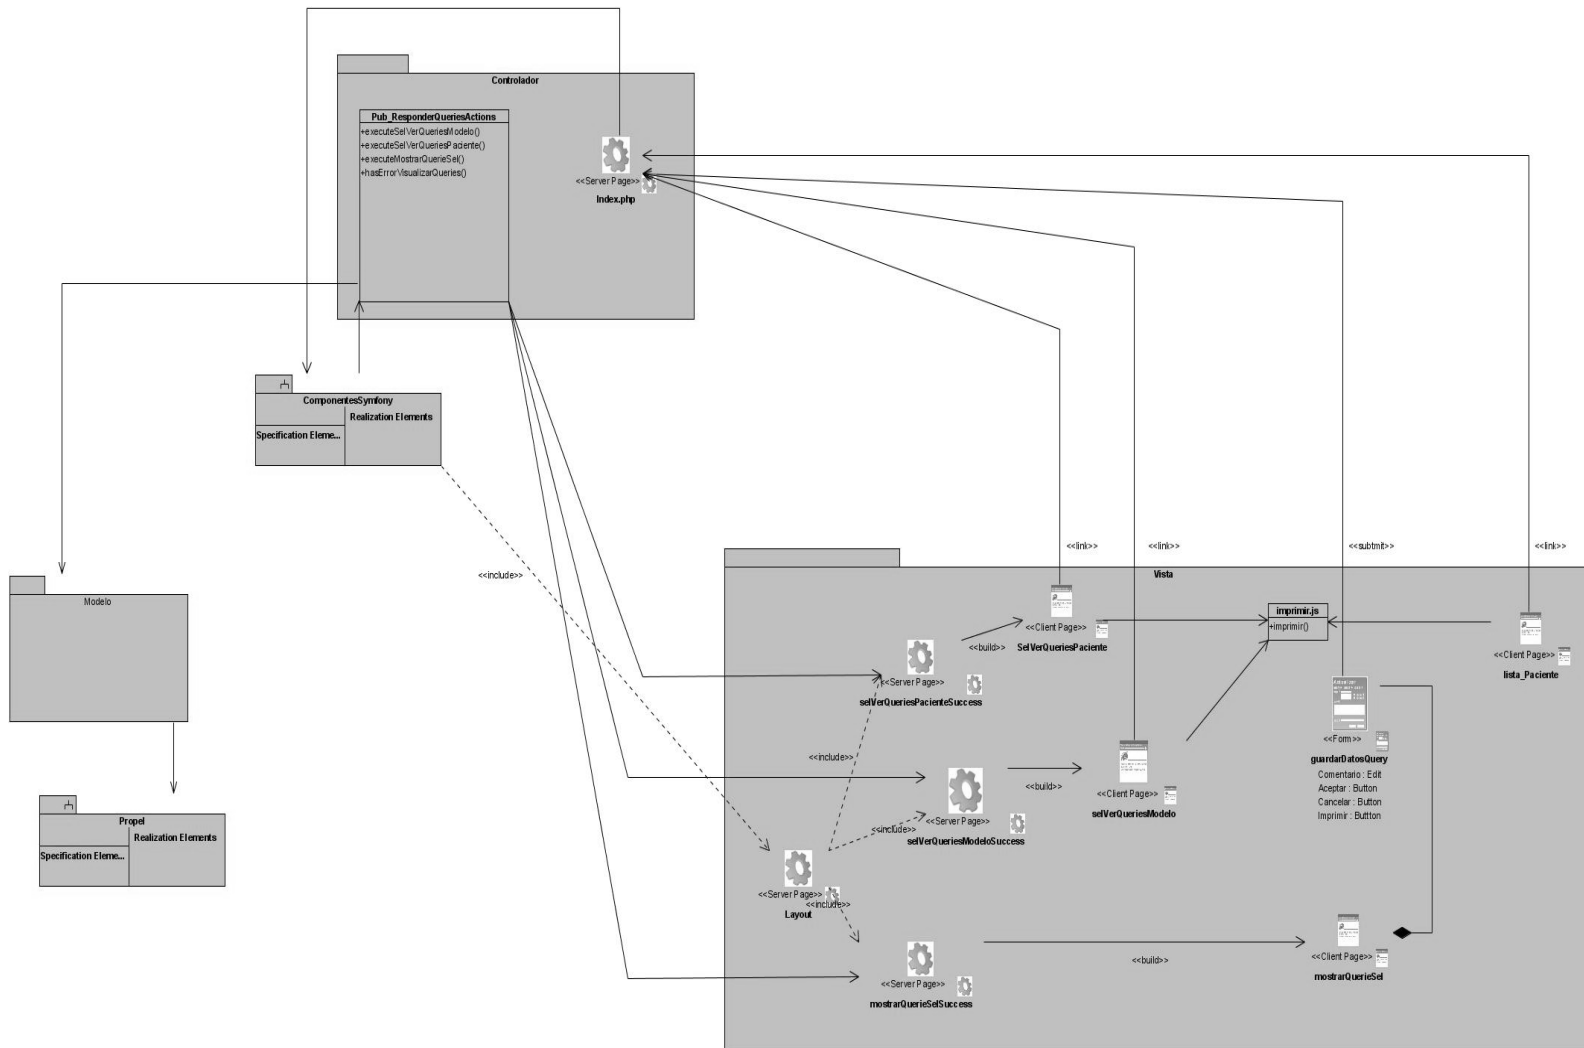 Controlador
Pub_ResponderQueriesActions
+executeSelVerQueriesModelo()
+executeSelVerQueriesPaciente()
+executeMostrarQuerieSel()
+hasErrorVisualizarQueries()
<<Server Page>>
Index.php
ComponentesSymfony
Realization Elements
Specification Eleme...
<<include>>
Modelo
Propel
Realization Elements
Specification Eleme...
<<link>>
<<link>>
<<subtmit>>
<<link>>
Vista
<<Client Page>>
SelVerQueriesPaciente
<<build>>
imprimir.js
+imprimir()
<<Client Page>>
lista_Paciente
<<Server Page>>
selVerQueriesPacienteSuccess
<<Form>>
guardarDatosQuery
Comentario : Edit
Aceptar : Button
Cancelar : Button
Imprimir : Buttton
<<include>>
<<build>>
<<Client Page>>
selVerQueriesModelo
<<Server Page>>
selVerQueriesModeloSuccess
<<include>>
<<Server Page>>
Layout
<<include>>
<<build>>
<<Client Page>>
mostrarQuerieSel
<<Server Page>>
mostrarQuerieSelSuccess